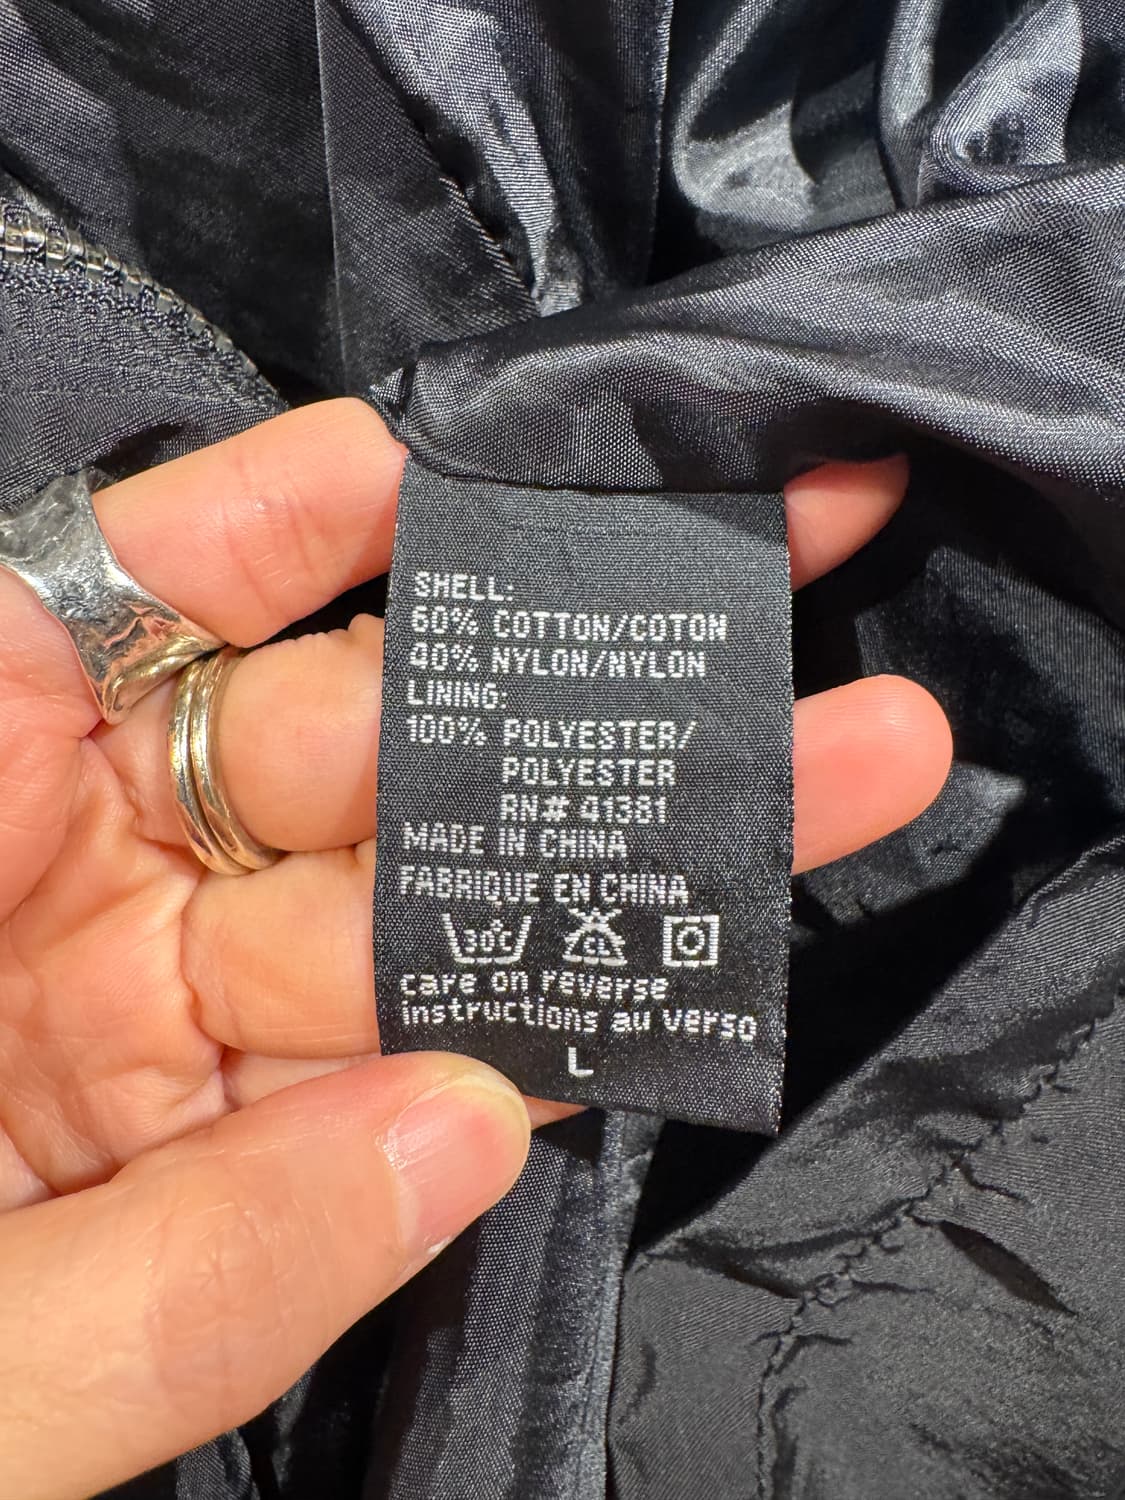 SHELL:
60% COTTON/COTON
40% NYLON/NYLON
LINING:
100% POLYESTER/
POLYESTER
RN# 41381
MADE IN CHINA
FABRIQUE EN CHINA
30°C CL
care on reverse
instructions au verso
L